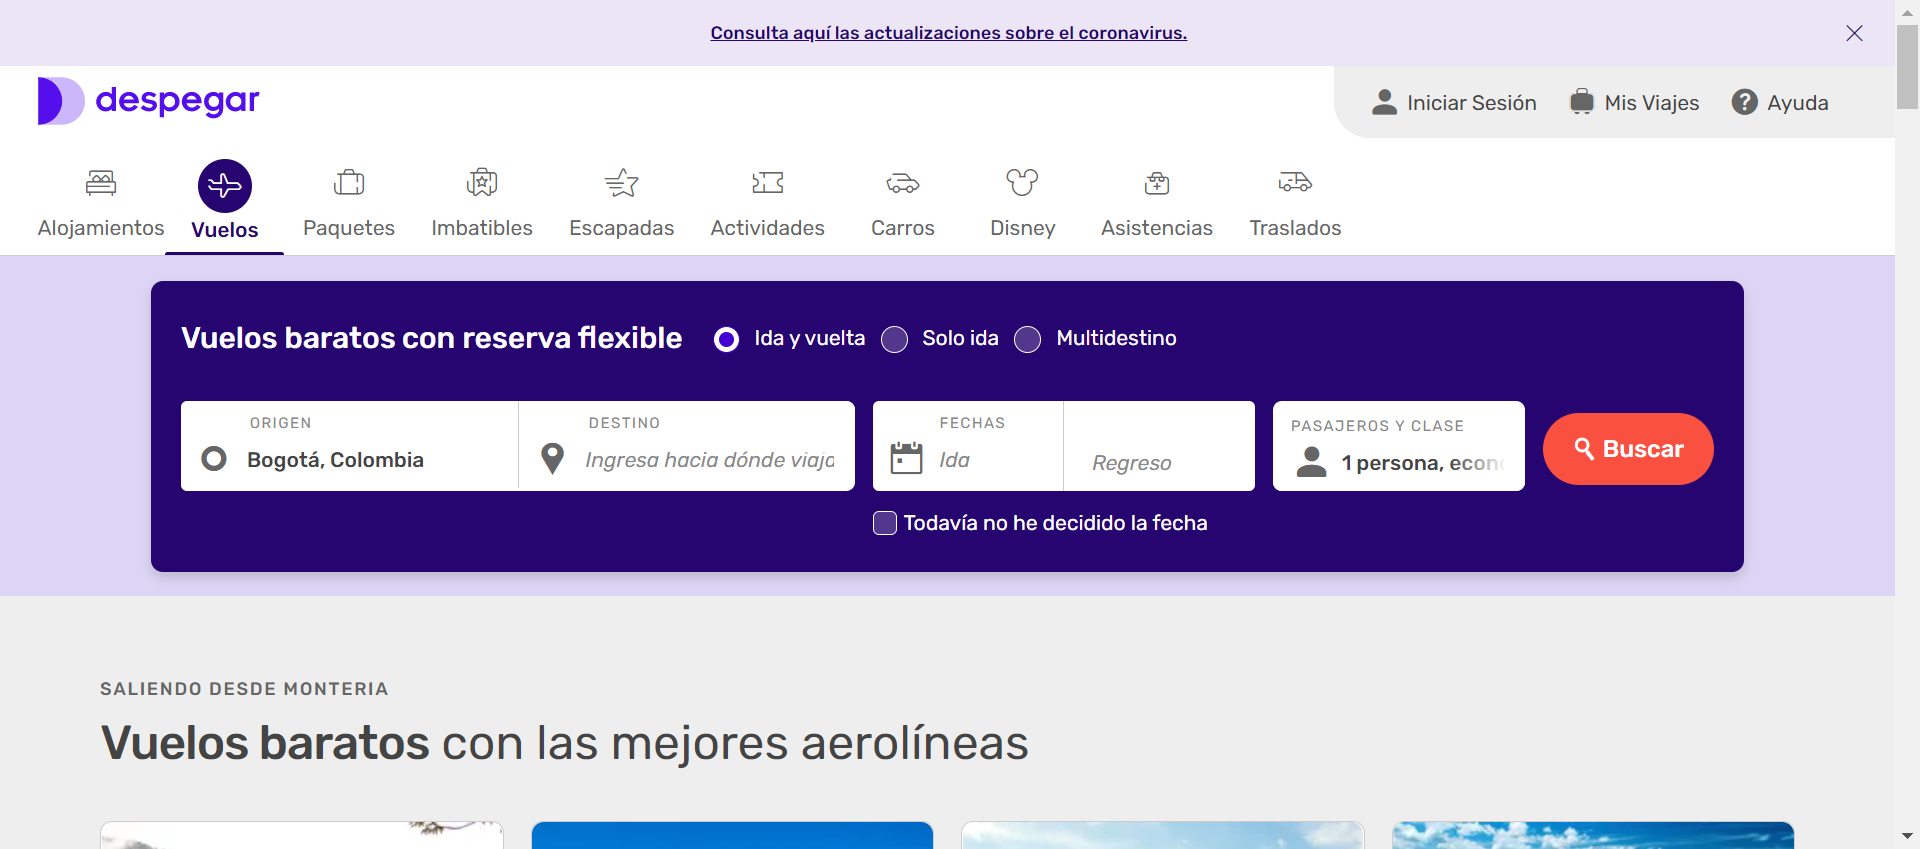 Consulta aquí las actualizaciones sobre el coronavirus.
despegar
Iniciar Sesión Mis Viajes Ayuda
Alojamientos Vuelos Paquetes Imbatibles Escapadas Actividades Carros Disney Asistencias Traslados
Vuelos baratos con reserva flexible Ida y vuelta Solo ida Multidestino
ORIGEN DESTINO FECHAS PASAJEROS Y CLASE
Bogotá, Colombia Ingresa hacia dónde viaja Ida Regreso 1 persona, econo Buscar
Todavía no he decidido la fecha
SALIENDO DESDE MONTERIA
Vuelos baratos con las mejores aerolíneas